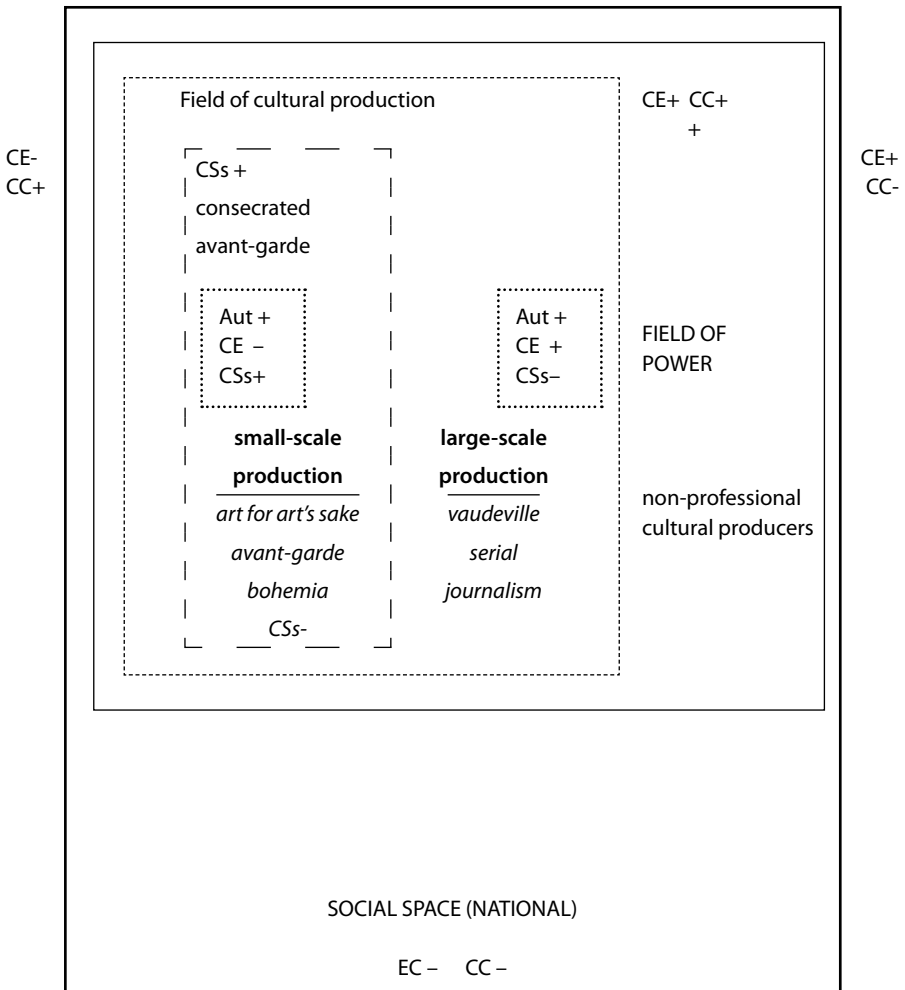 Field of cultural production
CE+ CC+
+
CE-
CC+
CE+
CC-
CSs +
consecrated
avant-garde
Aut +
CE –
CSs+
Aut +
CE +
CSs–
FIELD OF
POWER
small-scale
production
art for art’s sake
avant-garde
bohemia
CSs-
large-scale
production
vaudeville
serial
journalism
non-professional
cultural producers
SOCIAL SPACE (NATIONAL)
EC – CC –